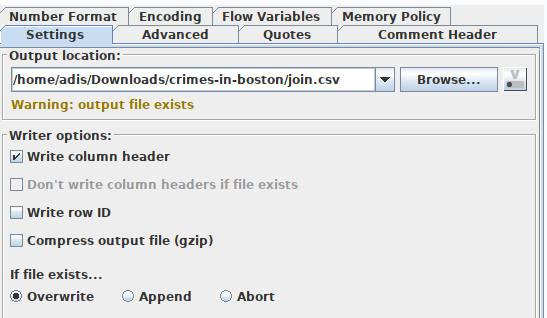 Number Format Encoding Flow Variables Memory Policy
Settings Advanced Quotes Comment Header
Output location:
/home/adis/Downloads/crimes-in-boston/join.csv Browse... V
Warning: output file exists
Writer options:
Write column header
Don't write column headers if file exists
Write row ID
Compress output file (gzip)
If file exists...
Overwrite Append Abort